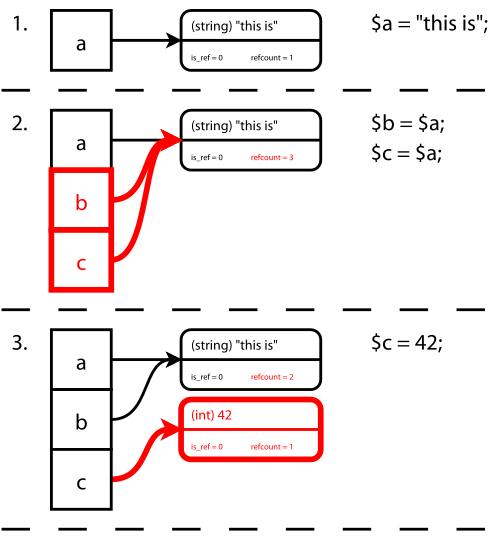 1.
a
(string) "this is"
is_ref = 0 refcount = 1
$a = "this is";
2.
a
b
c
(string) "this is"
is_ref = 0 refcount = 3
$b = $a;
$c = $a;
3.
a
b
c
(string) "this is"
is_ref = 0 refcount = 2
(int) 42
is_ref = 0 refcount = 1
$c = 42;